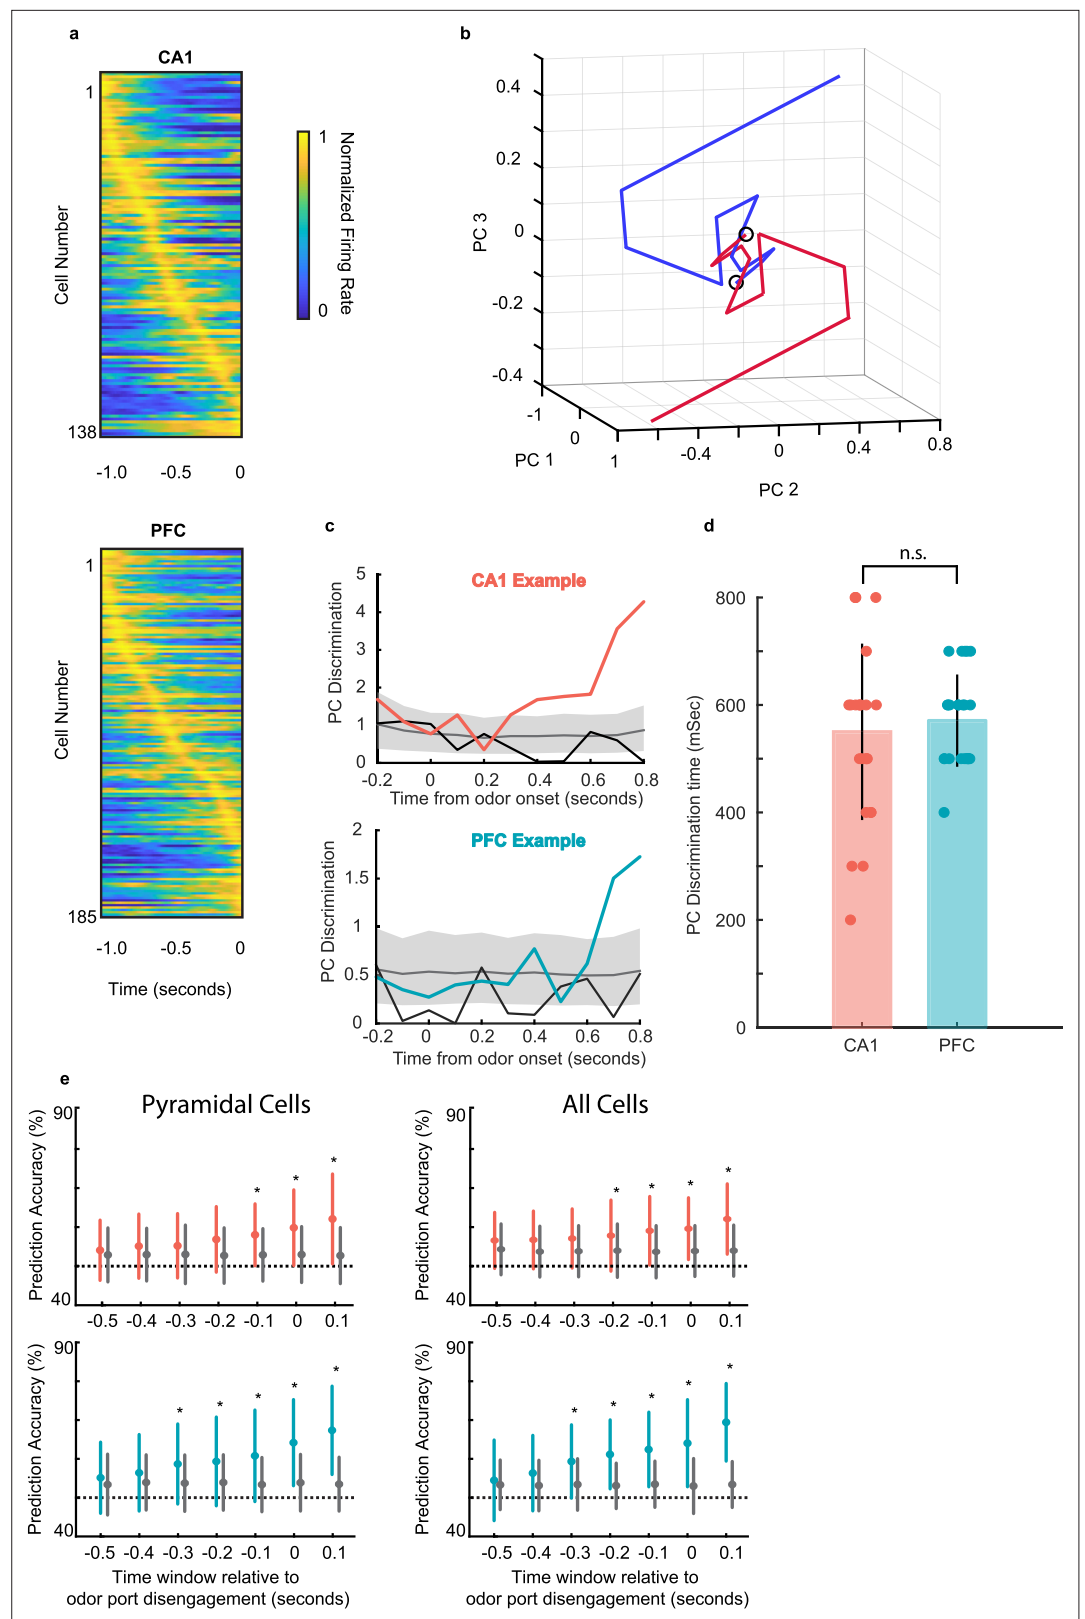 a
CA1
1
Cell Number
138
-1.0 -0.5 0
1
Normalized Firing Rate
0
PFC
1
Cell Number
185
-1.0 -0.5 0
Time (seconds)
b
0.4
0.2
0
-0.2
-0.4
PC 3
-1
0
1
PC 1
-0.4 0 0.4 0.8
PC 2
c
CA1 Example
5
4
3
2
1
0
PC Discrimination
-0.2 0 0.2 0.4 0.6 0.8
Time from odor onset (seconds)
PFC Example
2
1.5
1
0.5
0
PC Discrimination
-0.2 0 0.2 0.4 0.6 0.8
Time from odor onset (seconds)
d
n.s.
800
600
400
200
0
PC Discrimination time (mSec)
CA1 PFC
e
Pyramidal Cells
90
40
Prediction Accuracy (%)
* * *
-0.5 -0.4 -0.3 -0.2 -0.1 0 0.1
All Cells
90
40
Prediction Accuracy (%)
* * * *
-0.5 -0.4 -0.3 -0.2 -0.1 0 0.1
90
40
Prediction Accuracy (%)
* * * * *
-0.5 -0.4 -0.3 -0.2 -0.1 0 0.1
Time window relative to
odor port disengagement (seconds)
90
40
Prediction Accuracy (%)
* * * * *
-0.5 -0.4 -0.3 -0.2 -0.1 0 0.1
Time window relative to
odor port disengagement (seconds)